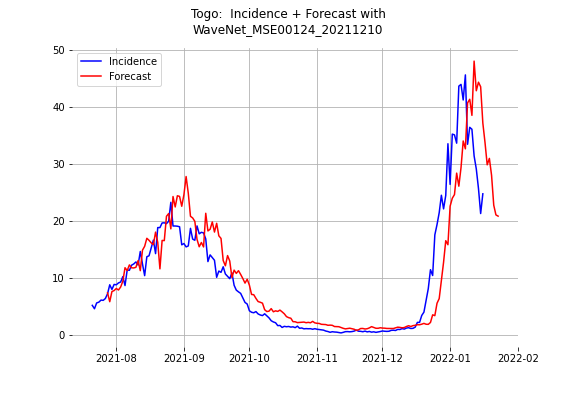 Togo:  Incidence + Forecast with
WaveNet_MSE00124_20211210
Incidence
Forecast
50
40
30
20
10
0
2021-08 2021-09 2021-10 2021-11 2021-12 2022-01 2022-02